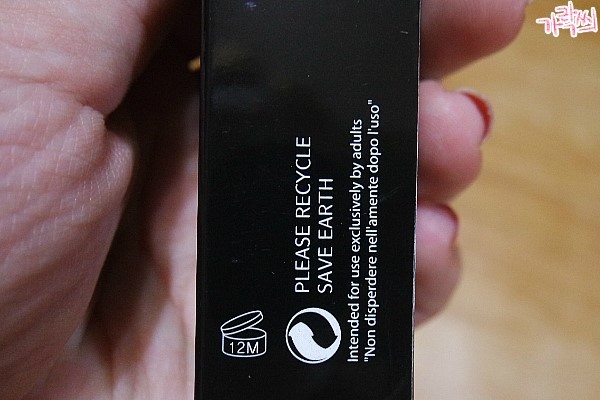 가락씨
PLEASE RECYCLE
SAVE EARTH
Intended for use exclusively by adults
"Non disperdere nell'amente dopo l'uso"
12M